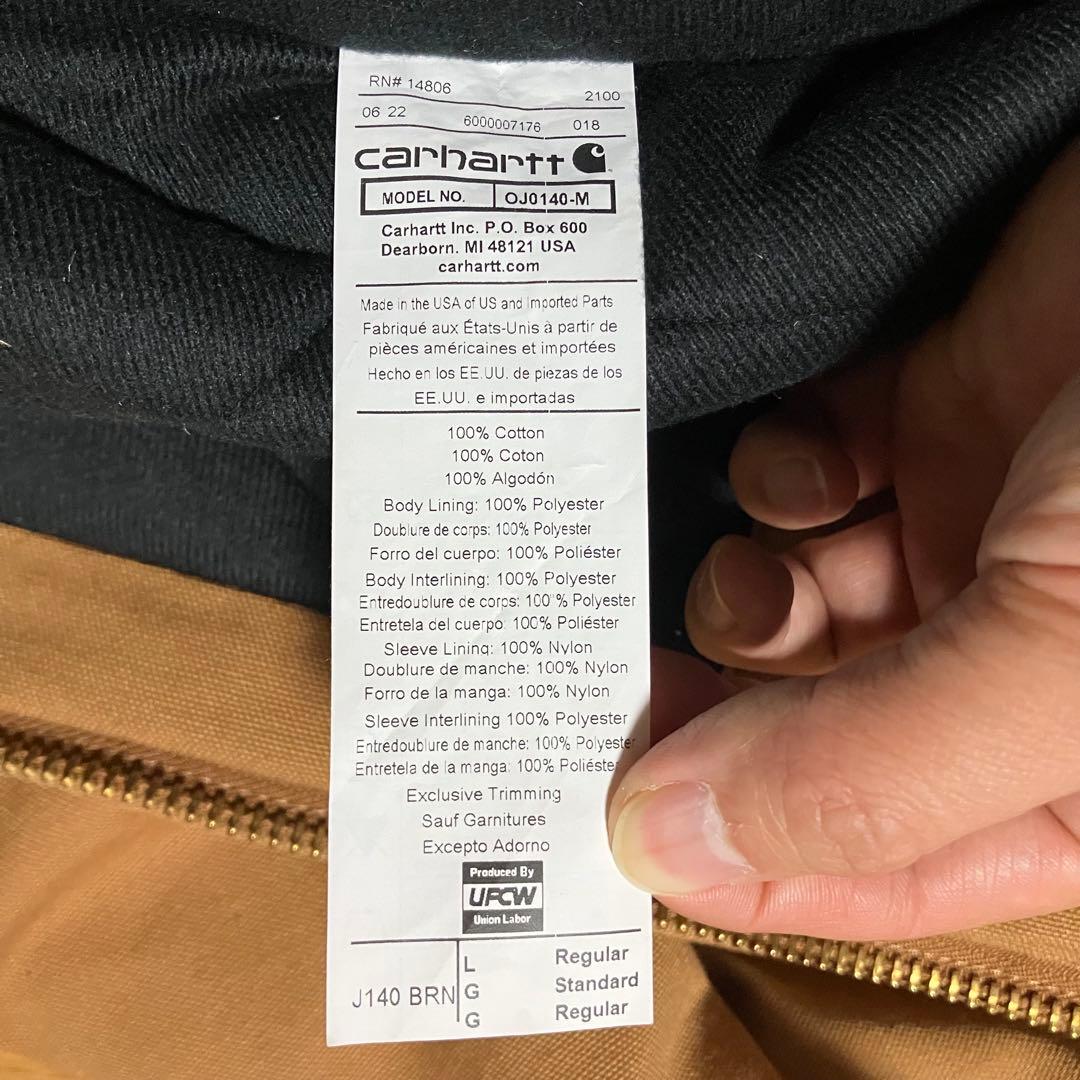 RN# 14806 2100
06 22 6000007176 018
carhartt
MODEL NO. OJ0140-M
Carhartt Inc. P.O. Box 600
Dearborn. MI 48121 USA
carhartt.com
Made in the USA of US and Imported Parts
Fabriqué aux États-Unis à partir de
pièces américaines et importées
Hecho en los EE.UU. de piezas de los
EE.UU. e importadas
100% Cotton
100% Coton
100% Algodón
Body Lining: 100% Polyester
Doublure de corps: 100% Polyester
Forro del cuerpo: 100% Poliéster
Body Interlining: 100% Polyester
Entredoublure de corps: 100% Polyester
Entretela del cuerpo: 100% Poliéster
Sleeve Lining: 100% Nylon
Doublure de manche: 100% Nylon
Forro de la manga: 100% Nylon
Sleeve Interlining 100% Polyester
Entredoublure de manche: 100% Polyester
Entretela de la manga: 100% Poliéster
Exclusive Trimming
Sauf Garnitures
Excepto Adorno
Produced By
UFCW
Union Labor
L Regular
J140 BRN G Standard
G Regular